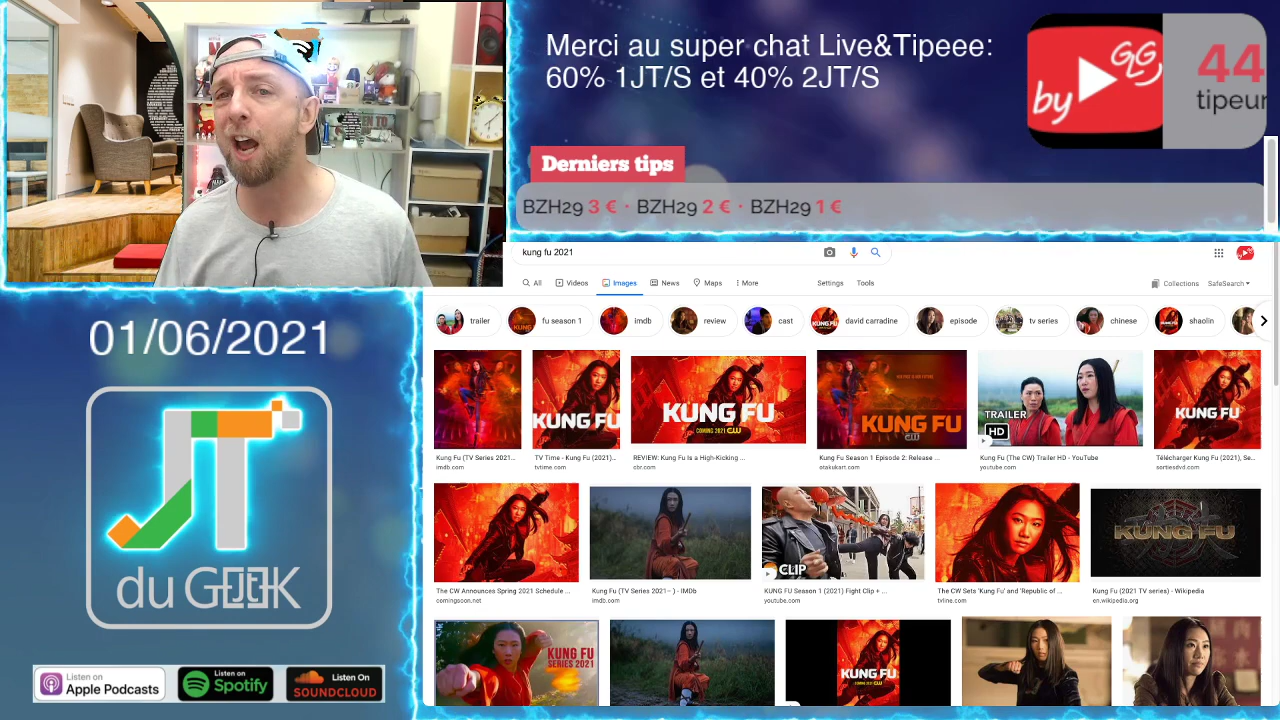 Merci au super chat Live&Tipeee:
60% 1JT/S et 40% 2JT/S
by GLG
44
tipeur
Derniers tips
BZH29 3 € · BZH29 2 € · BZH29 1 €
kung fu 2021
All Videos Images News Maps More Settings Tools Collections SafeSearch
trailer fu season 1 imdb review cast david carradine episode tv series chinese shaolin
01/06/2021
JT
du GEEK
Listen on
Apple Podcasts
Listen on
Spotify
Listen On
SOUNDCLOUD
KUNG FU
KUNG FU
COMING 2021 CW
KUNG FU
CW
TRAILER
HD
KUNG FU
Kung Fu (TV Series 2021...
imdb.com
TV Time - Kung Fu (2021)...
tvtime.com
REVIEW: Kung Fu Is a High-Kicking ...
cbr.com
Kung Fu Season 1 Episode 2: Release ...
otakukart.com
Kung Fu (The CW) Trailer HD - YouTube
youtube.com
Télécharger Kung Fu (2021), Se...
sortiesdvd.com
CLIP
KUNG FU
The CW Announces Spring 2021 Schedule ...
comingsoon.net
Kung Fu (TV Series 2021– ) - IMDb
imdb.com
KUNG FU Season 1 (2021) Fight Clip + ...
youtube.com
The CW Sets 'Kung Fu' and 'Republic of ...
tvline.com
Kung Fu (2021 TV series) - Wikipedia
en.wikipedia.org
KUNG FU
SERIES 2021
KUNG FU